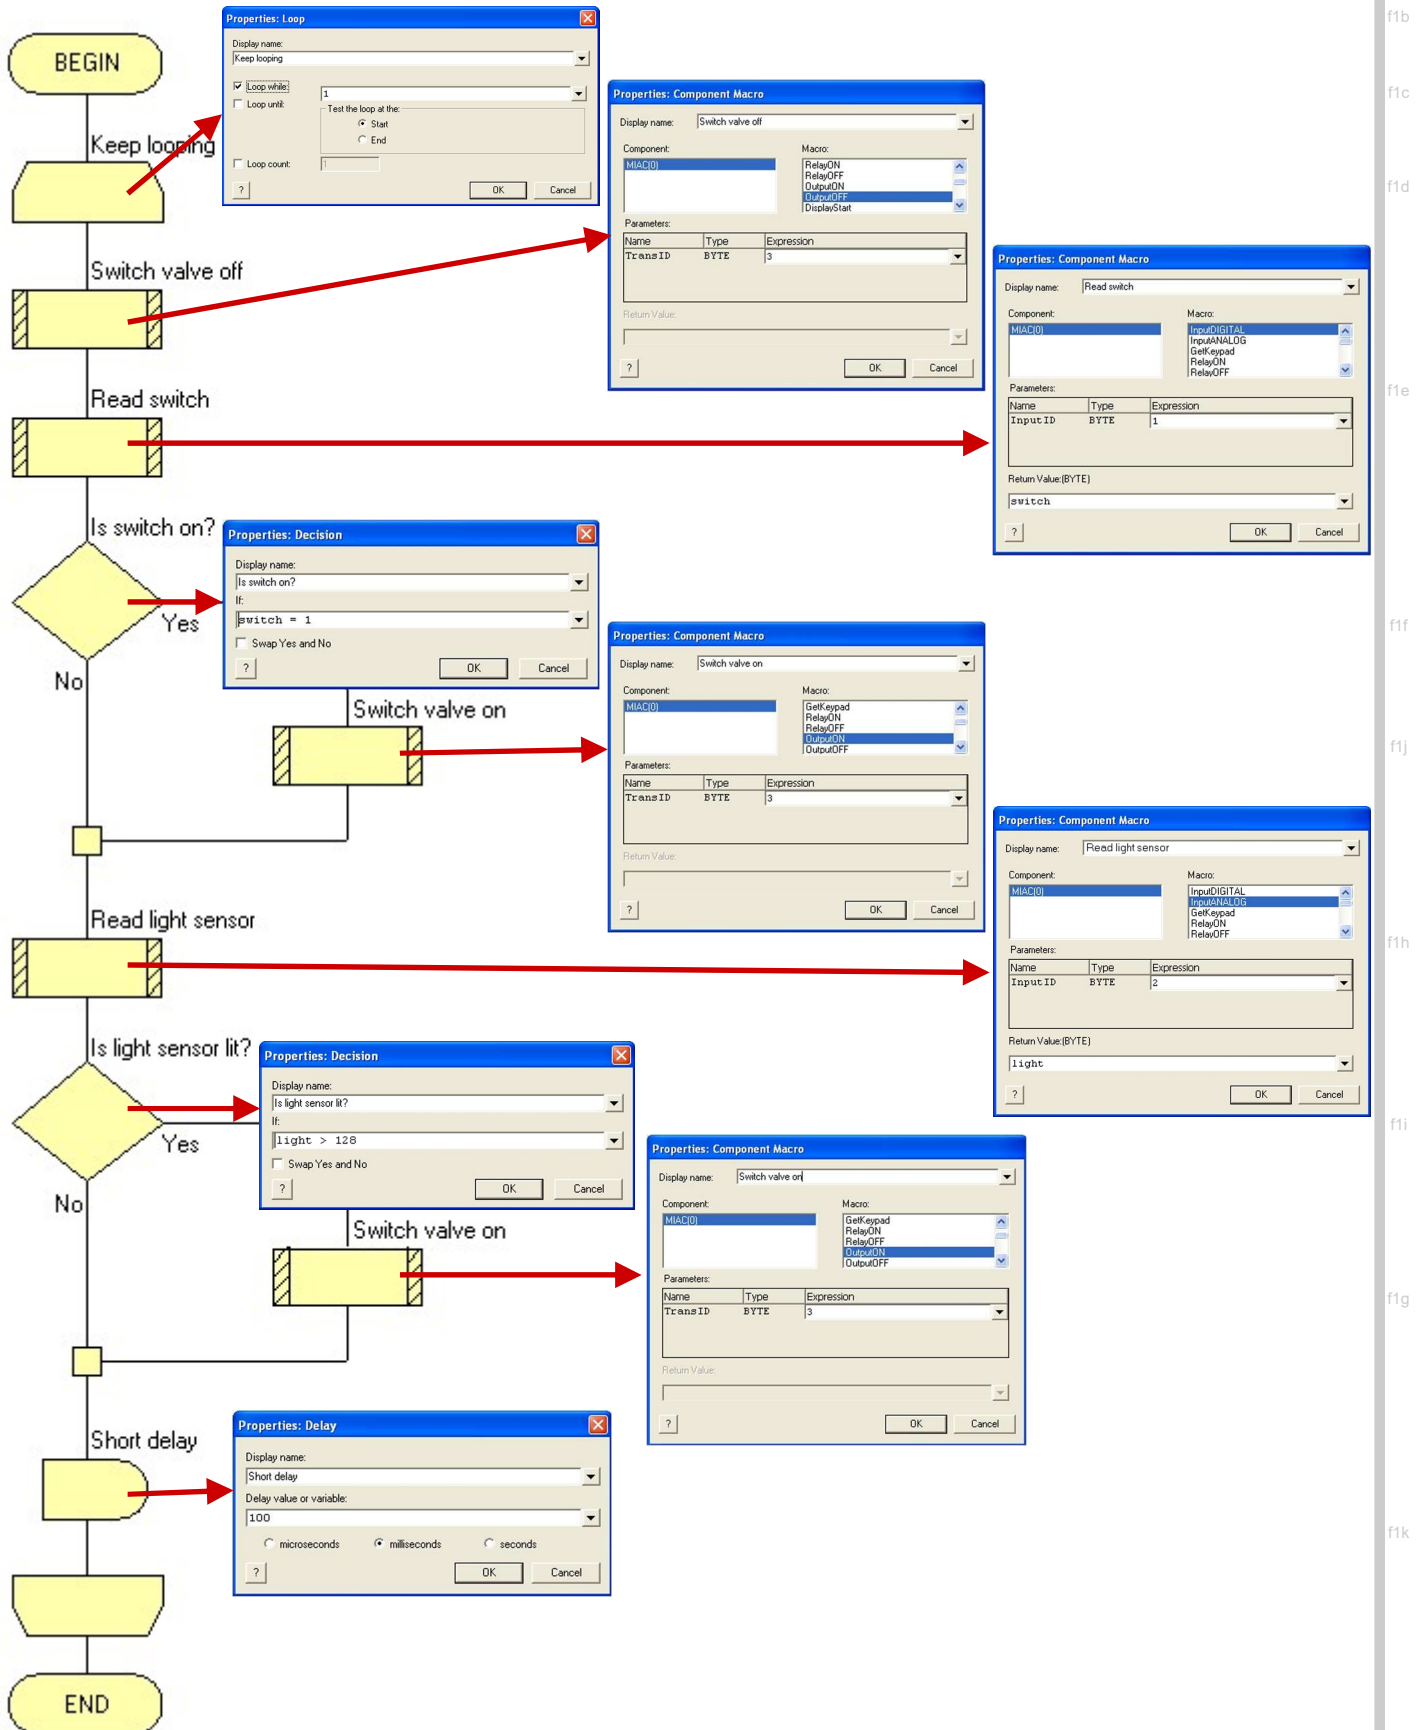 BEGIN
Keep looping
Properties: Loop
Display name:
Keep looping
Loop while:
1
Loop until:
Test the loop at the:
Start
End
Loop count:
1
?
OK Cancel
f1b
Switch valve off
Properties: Component Macro
Display name: Switch valve off
Component: Macro:
MIAC(0)
RelayON
RelayOFF
OutputON
OutputOFF
DisplayStart
Parameters:
Name Type Expression
TransID BYTE 3
Return Value:
?
OK Cancel
f1c
f1d
Read switch
Properties: Component Macro
Display name: Read switch
Component: Macro:
MIAC(0)
InputDIGITAL
InputANALOG
GetKeypad
RelayON
RelayOFF
Parameters:
Name Type Expression
InputID BYTE 1
Return Value:(BYTE)
switch
?
OK Cancel
f1e
Is switch on?
Yes
No
Properties: Decision
Display name:
Is switch on?
If:
switch = 1
Swap Yes and No
?
OK Cancel
f1f
Switch valve on
Properties: Component Macro
Display name: Switch valve on
Component: Macro:
MIAC(0)
GetKeypad
RelayON
RelayOFF
OutputON
OutputOFF
Parameters:
Name Type Expression
TransID BYTE 3
Return Value:
?
OK Cancel
f1j
Read light sensor
Properties: Component Macro
Display name: Read light sensor
Component: Macro:
MIAC(0)
InputDIGITAL
InputANALOG
GetKeypad
RelayON
RelayOFF
Parameters:
Name Type Expression
InputID BYTE 2
Return Value:(BYTE)
light
?
OK Cancel
f1h
Is light sensor lit?
Yes
No
Properties: Decision
Display name:
Is light sensor lit?
If:
light > 128
Swap Yes and No
?
OK Cancel
f1i
Switch valve on
Properties: Component Macro
Display name: Switch valve on
Component: Macro:
MIAC(0)
GetKeypad
RelayON
RelayOFF
OutputON
OutputOFF
Parameters:
Name Type Expression
TransID BYTE 3
Return Value:
?
OK Cancel
f1g
Short delay
Properties: Delay
Display name:
Short delay
Delay value or variable:
100
microseconds milliseconds seconds
?
OK Cancel
f1k
END